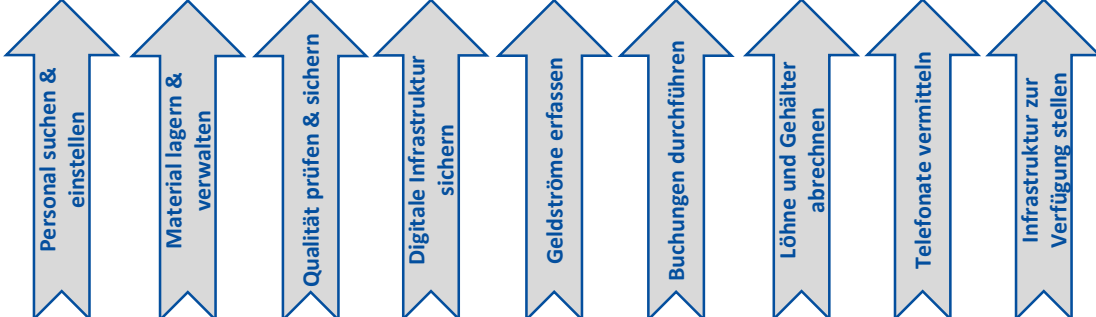 Personal suchen &
einstellen
Material lagern &
verwalten
Qualität prüfen & sichern
Digitale Infrastruktur
sichern
Geldströme erfassen
Buchungen durchführen
Löhne und Gehälter
abrechnen
Telefonate vermitteln
Infrastruktur zur
Verfügung stellen